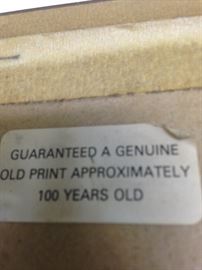 GUARANTEED A GENUINE
OLD PRINT APPROXIMATELY
100 YEARS OLD